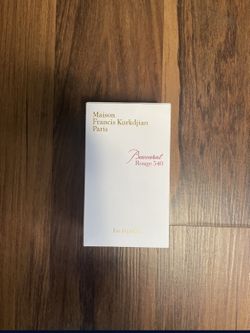 Maison
Francis Kurkdjian
Paris
Baccarat
Rouge 540